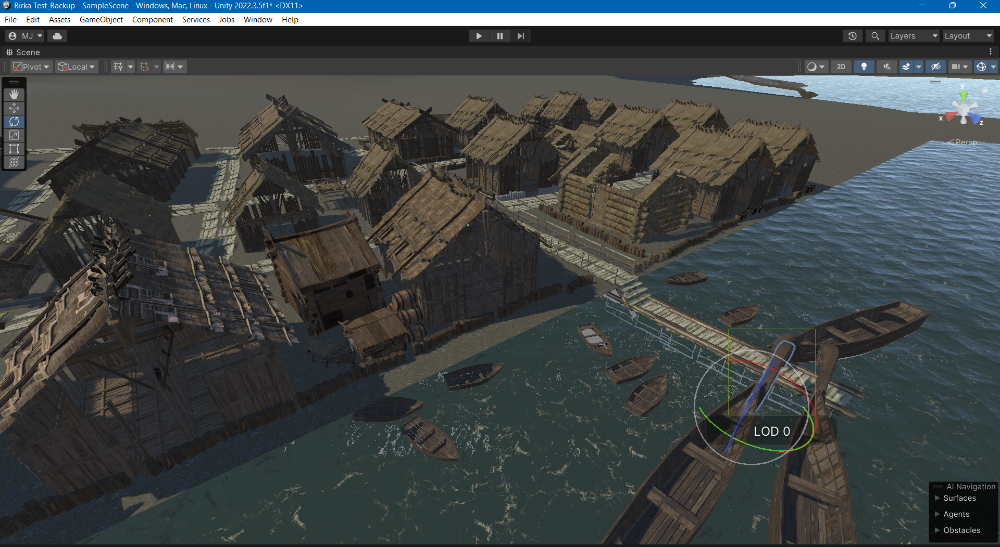 Birka Test_Backup - SampleScene - Windows, Mac, Linux - Unity 2022.3.5f1* <DX11>
File Edit Assets GameObject Component Services Jobs Window Help
MJ Layers Layout
Scene
Pivot Local 2D
y
x z
Persp
LOD 0
AI Navigation
Surfaces
Agents
Obstacles